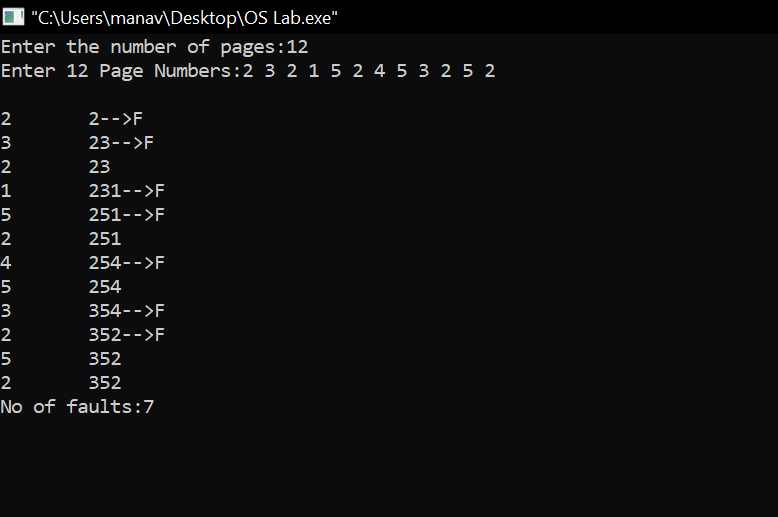 "C:\Users\manav\Desktop\OS Lab.exe"
Enter the number of pages:12
Enter 12 Page Numbers:2 3 2 1 5 2 4 5 3 2 5 2
2 2-->F
3 23-->F
2 23
1 231-->F
5 251-->F
2 251
4 254-->F
5 254
3 354-->F
2 352-->F
5 352
2 352
No of faults:7